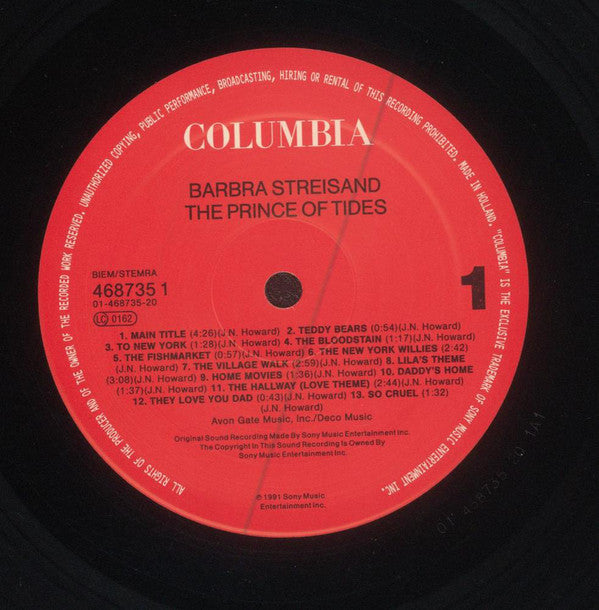 ALL RIGHTS OF THE PRODUCER AND OF THE OWNER OF THE RECORDED WORK RESERVED. UNAUTHORIZED COPYING, PUBLIC PERFORMANCE, BROADCASTING, HIRING OR RENTAL OF THIS RECORDING PROHIBITED. MADE IN HOLLAND. "COLUMBIA" IS THE EXCLUSIVE TRADEMARK OF SONY MUSIC ENTERTAINMENT INC.
COLUMBIA
BARBRA STREISAND
THE PRINCE OF TIDES
BIEM/STEMRA
468735 1
01-468735-20
LC 0162
1
1. MAIN TITLE (4:26)(J.N. Howard) 2. TEDDY BEARS (0:54)(J.N. Howard)
3. TO NEW YORK (1:28)(J.N. Howard) 4. THE BLOODSTAIN (1:17)(J.N. Howard)
5. THE FISHMARKET (0:57)(J.N. Howard) 6. THE NEW YORK WILLIES (2:42)
(J.N. Howard) 7. THE VILLAGE WALK (2:59)(J.N. Howard) 8. LILA'S THEME
(3:08)(J.N. Howard) 9. HOME MOVIES (1:36)(J.N. Howard) 10. DADDY'S HOME
(1:37)(J.N. Howard) 11. THE HALLWAY (LOVE THEME) (2:44)(J.N. Howard)
12. THEY LOVE YOU DAD (0:43)(J.N. Howard) 13. SO CRUEL (1:32)
(J.N. Howard)
Avon Gate Music, Inc./Deco Music
Original Sound Recording Made By Sony Music Entertainment Inc.
The Copyright In This Sound Recording Is Owned By
Sony Music Entertainment Inc.
℗ 1991 Sony Music
Entertainment Inc.